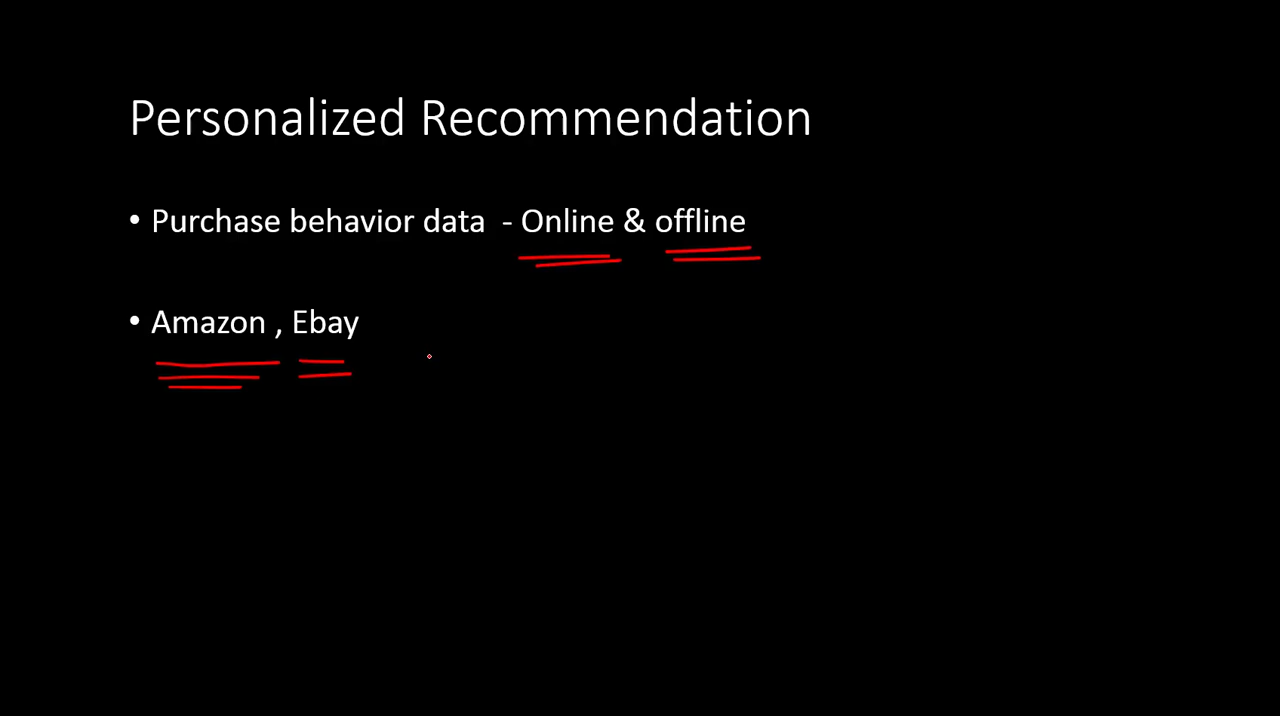 Personalized Recommendation
• Purchase behavior data - Online & offline
• Amazon , Ebay